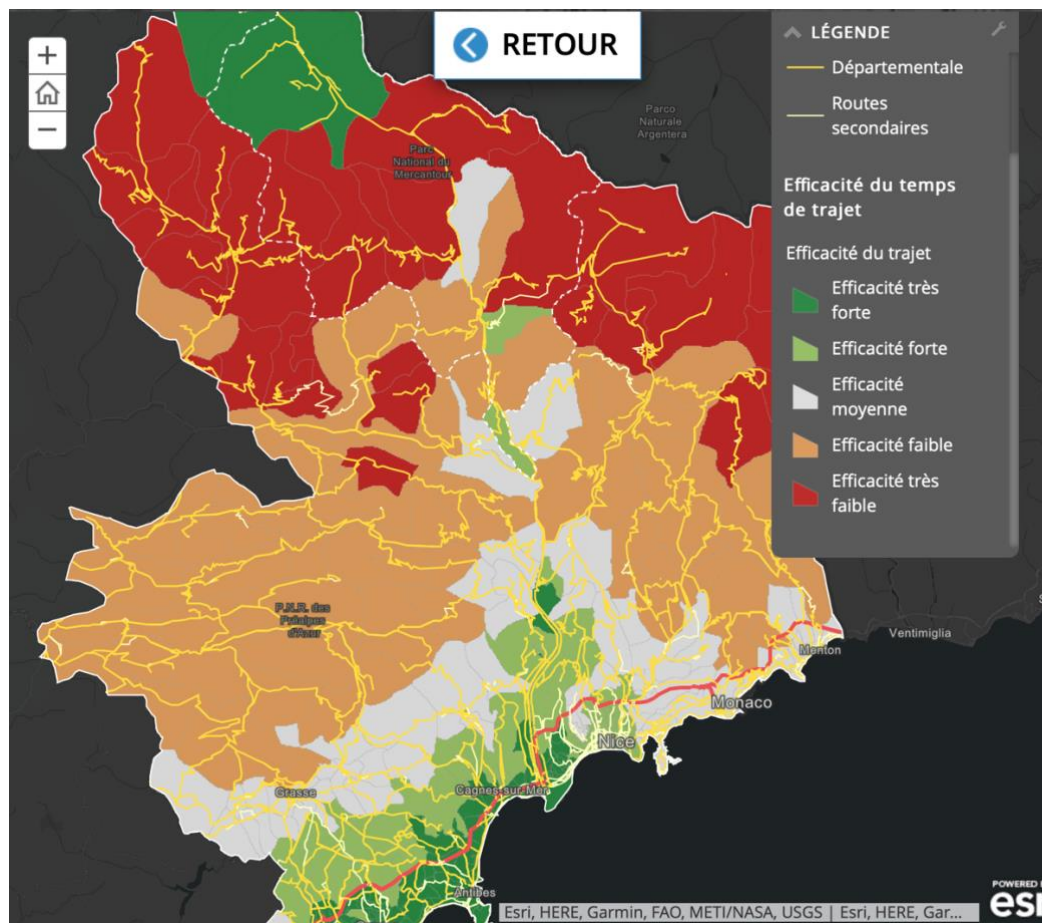 RETOUR
LÉGENDE
Départementale
Routes
secondaires
Efficacité du temps
de trajet
Efficacité du trajet
Efficacité très
forte
Efficacité forte
Efficacité
moyenne
Efficacité faible
Efficacité très
faible
+
−
Parco
Naturale
Argentera
Parc
National du
Mercantour
P.N.R. des
Préalpes
d'Azur
Ventimiglia
Menton
Monaco
Nice
Grasse
Cagnes-sur-Mer
Antibes
POWERED
esri
Esri, HERE, Garmin, FAO, METI/NASA, USGS | Esri, HERE, Gar...